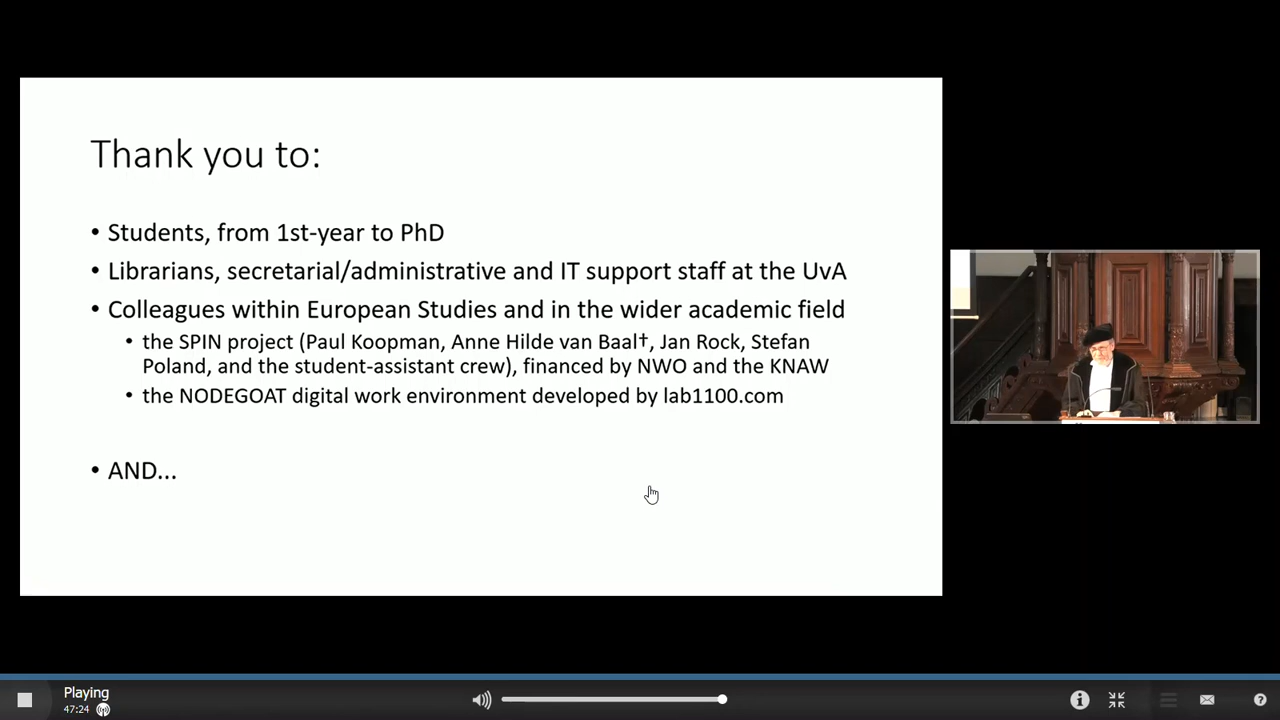 Thank you to:
• Students, from 1st-year to PhD
• Librarians, secretarial/administrative and IT support staff at the UvA
• Colleagues within European Studies and in the wider academic field
• the SPIN project (Paul Koopman, Anne Hilde van Baal†, Jan Rock, Stefan
Poland, and the student-assistant crew), financed by NWO and the KNAW
• the NODEGOAT digital work environment developed by lab1100.com
• AND...
Playing
47:24